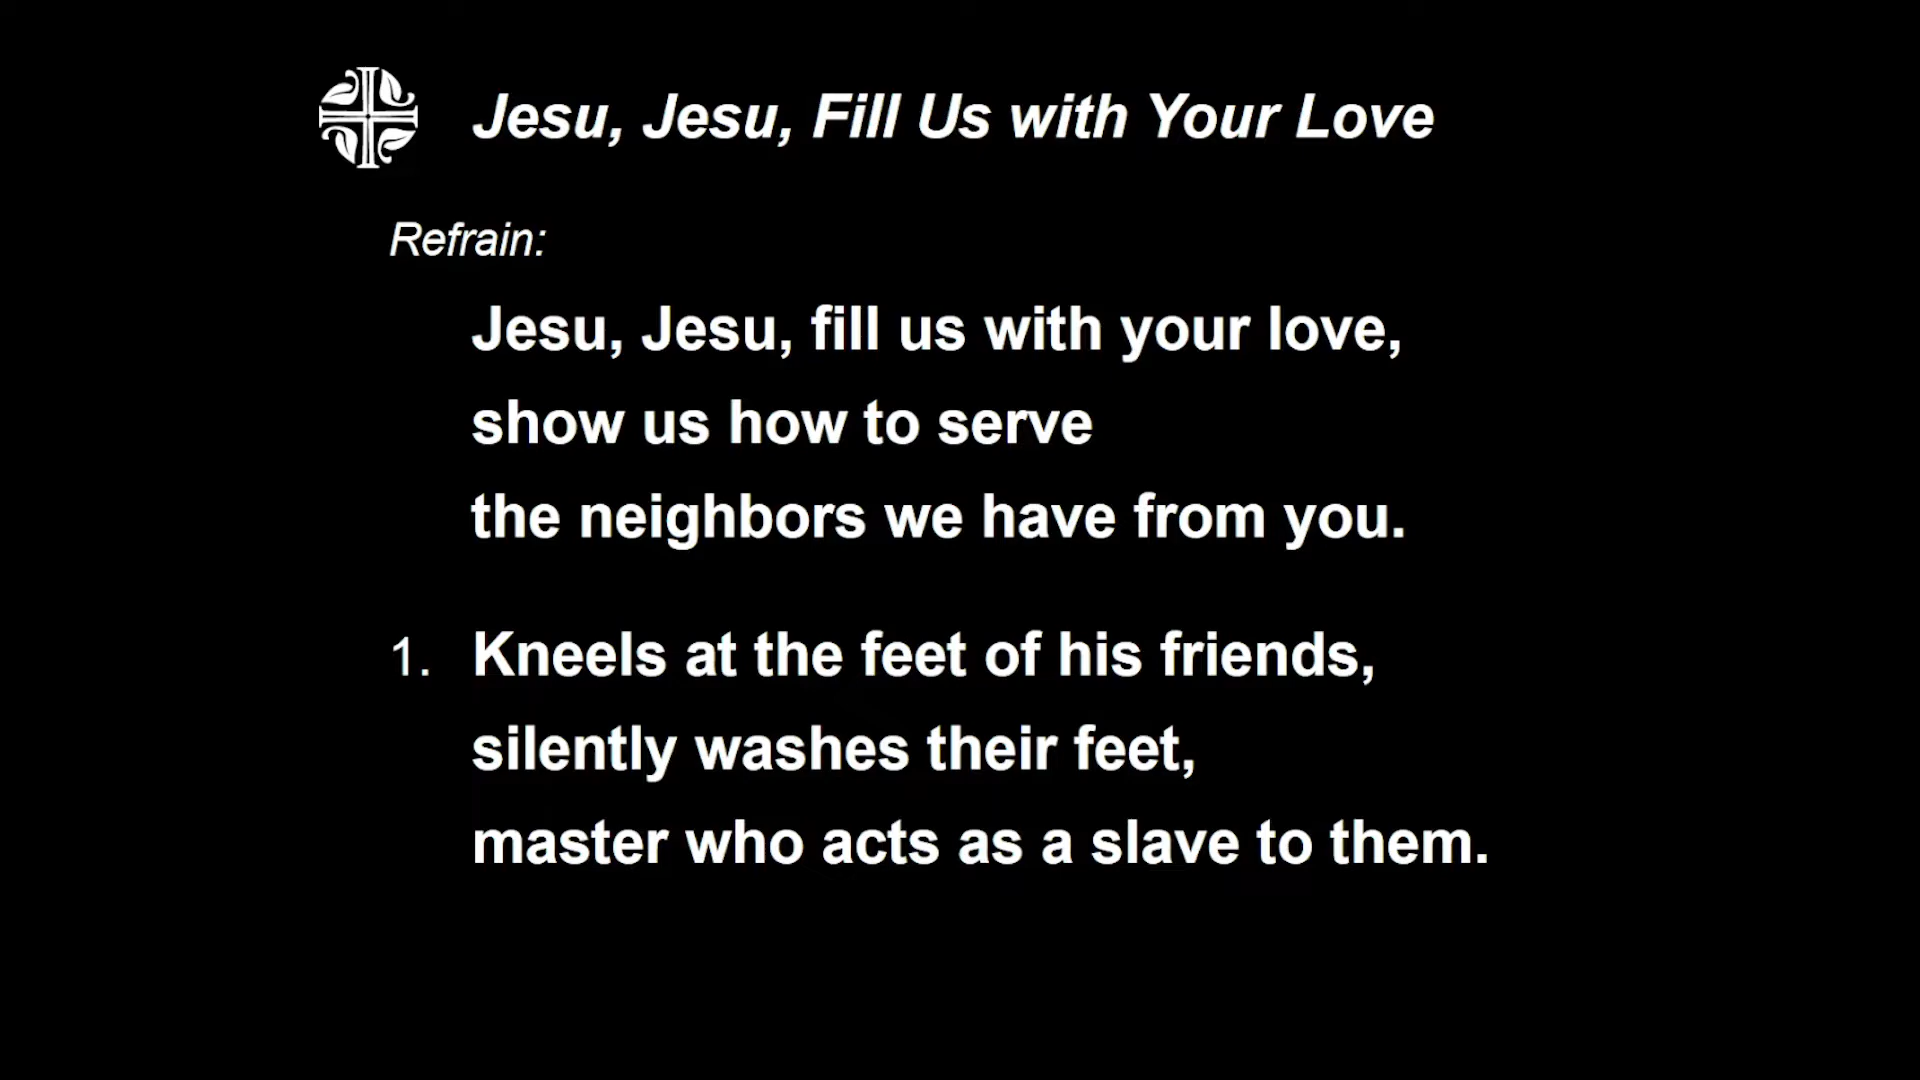 Jesu, Jesu, Fill Us with Your Love
Refrain:
Jesu, Jesu, fill us with your love,
show us how to serve
the neighbors we have from you.
1. Kneels at the feet of his friends,
silently washes their feet,
master who acts as a slave to them.